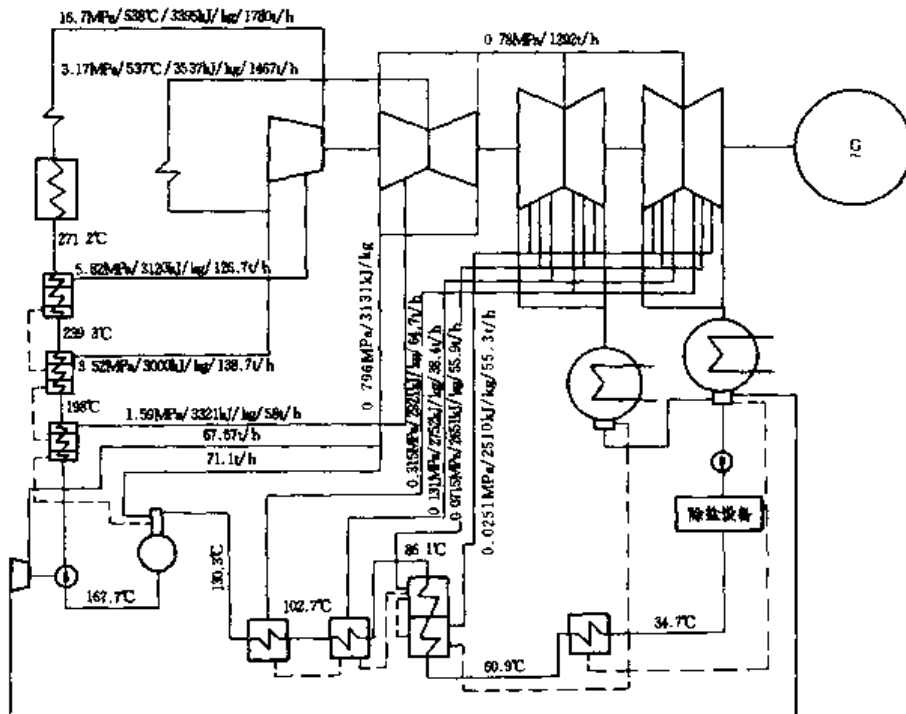 16.7MPa/538℃/3395kJ/kg/1780t/h
0.78MPa/1292t/h
3.17MPa/537℃/3537kJ/kg/1467t/h
G
~
271.2℃
5.82MPa/3120kJ/kg/126.7t/h
239.3℃
3.52MPa/3000kJ/kg/138.7t/h
198℃
1.59MPa/3321kJ/kg/58t/h
67.67t/h
71.1t/h
0.796MPa/3131kJ/kg
0.315MPa/2921kJ/kg/64.7t/h
0.131MPa/2752kJ/kg/38.4t/h
0.0715MPa/2651kJ/kg/55.9t/h
0.0251MPa/2510kJ/kg/55.3t/h
除盐设备
86.1℃
130.3℃
167.7℃
102.7℃
34.7℃
60.9℃